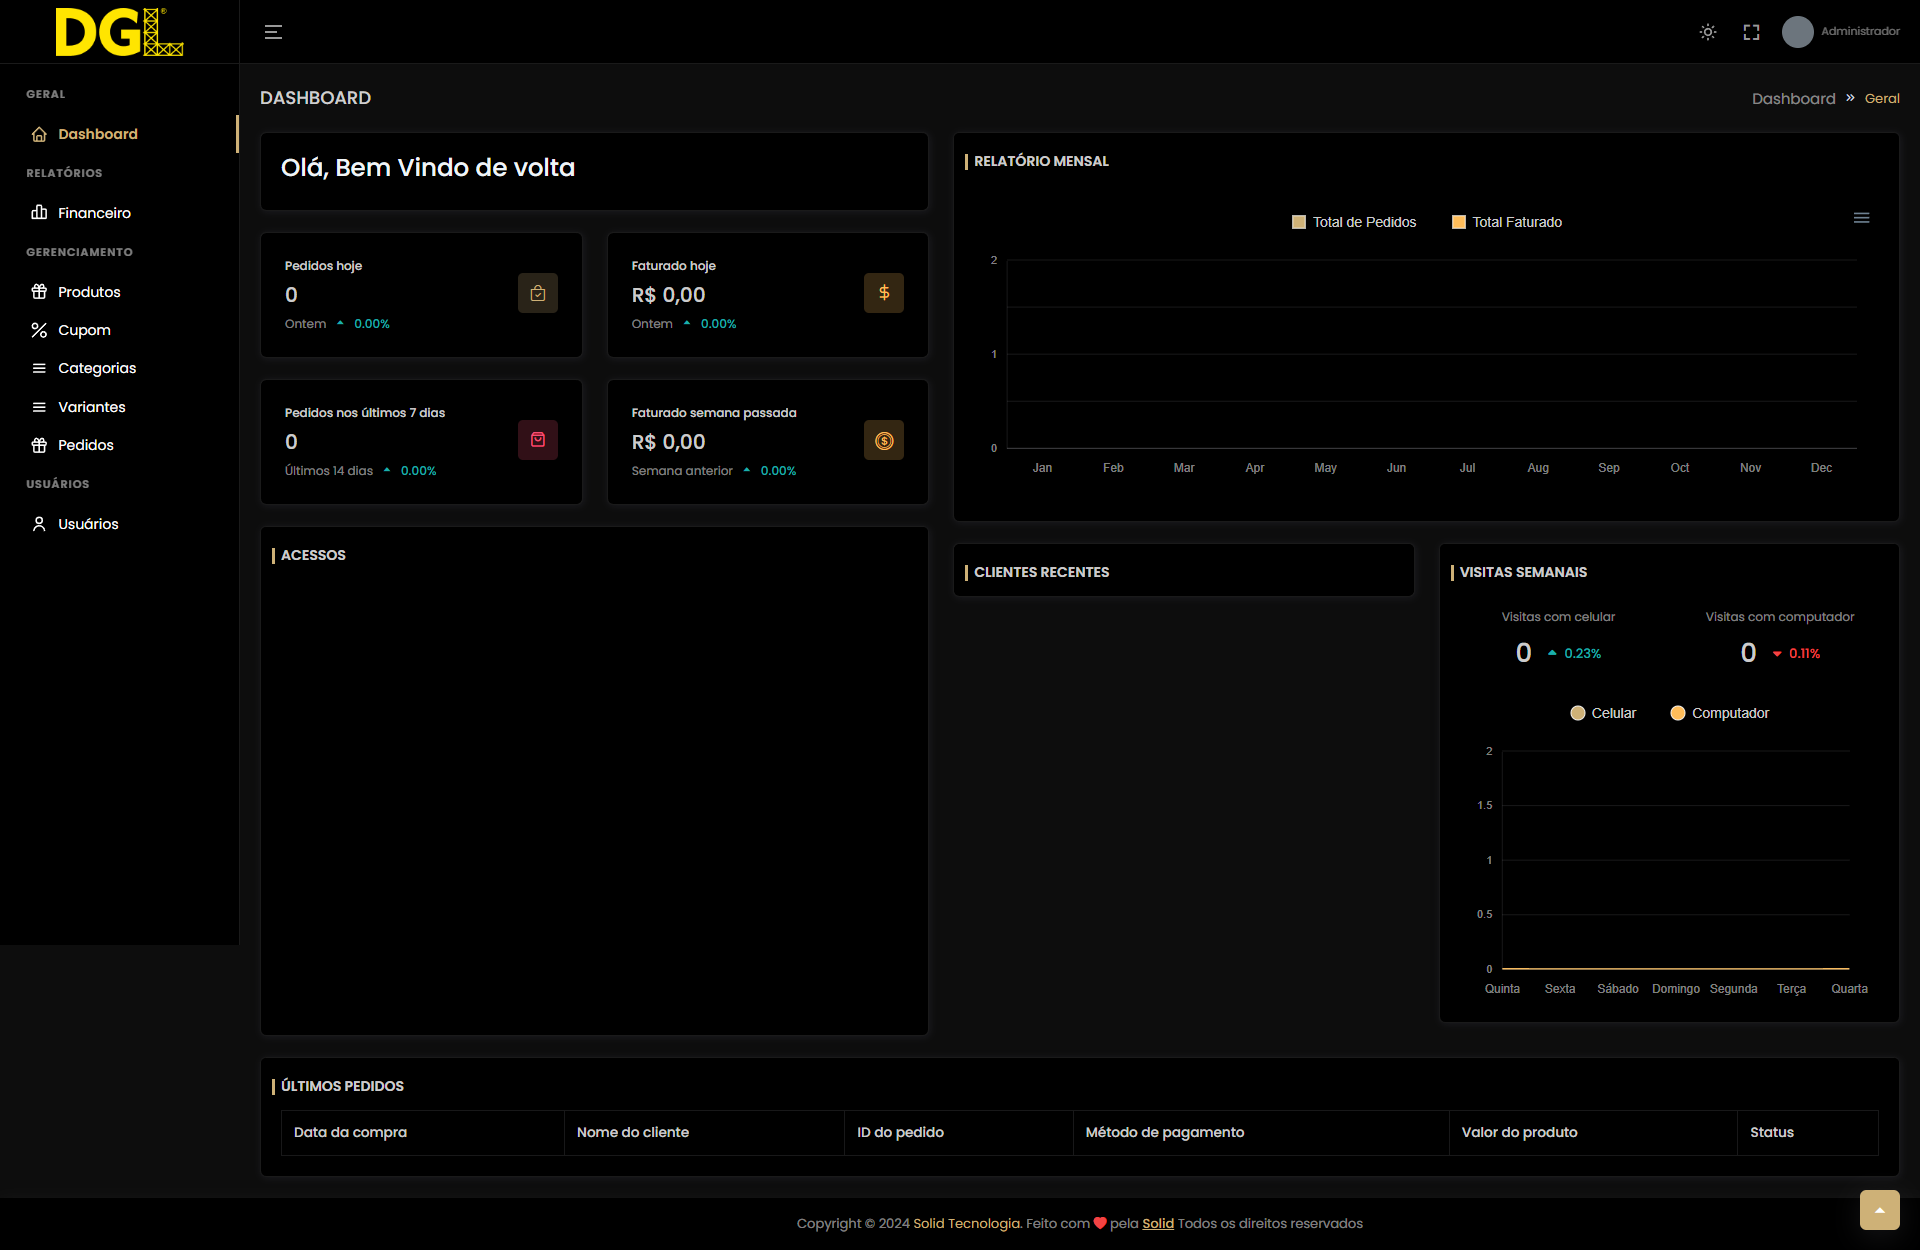 DGL®
Administrador
GERAL
Dashboard
RELATÓRIOS
Financeiro
GERENCIAMENTO
Produtos
Cupom
Categorias
Variantes
Pedidos
USUÁRIOS
Usuários
DASHBOARD
Dashboard » Geral
Olá, Bem Vindo de volta
Pedidos hoje
0
Ontem 0.00%
Faturado hoje
R$ 0,00
Ontem 0.00%
$
Pedidos nos últimos 7 dias
0
Últimos 14 dias 0.00%
Faturado semana passada
R$ 0,00
Semana anterior 0.00%
$
RELATÓRIO MENSAL
Total de Pedidos Total Faturado
2
1
0
Jan Feb Mar Apr May Jun Jul Aug Sep Oct Nov Dec
ACESSOS
CLIENTES RECENTES
VISITAS SEMANAIS
Visitas com celular
0 0.23%
Visitas com computador
0 0.11%
Celular Computador
2
1.5
1
0.5
0
Quinta Sexta Sábado Domingo Segunda Terça Quarta
ÚLTIMOS PEDIDOS
Data da compra Nome do cliente ID do pedido Método de pagamento Valor do produto Status
Copyright © 2024 Solid Tecnologia. Feito com ❤ pela Solid Todos os direitos reservados